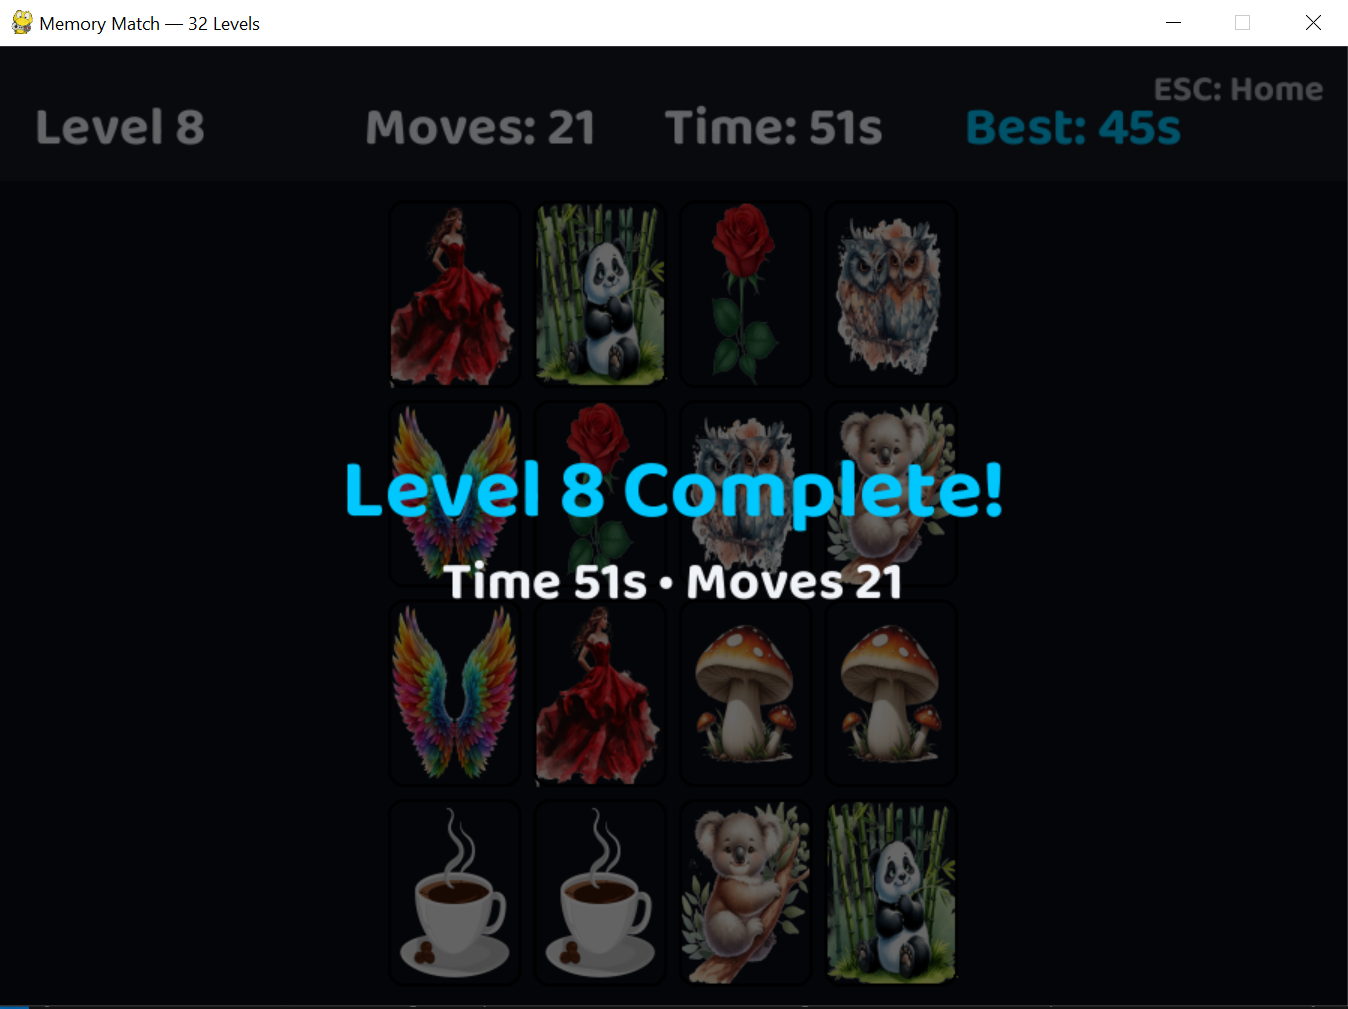 Memory Match — 32 Levels
ESC: Home
Level 8 Moves: 21 Time: 51s Best: 45s
Level 8 Complete!
Time 51s • Moves 21